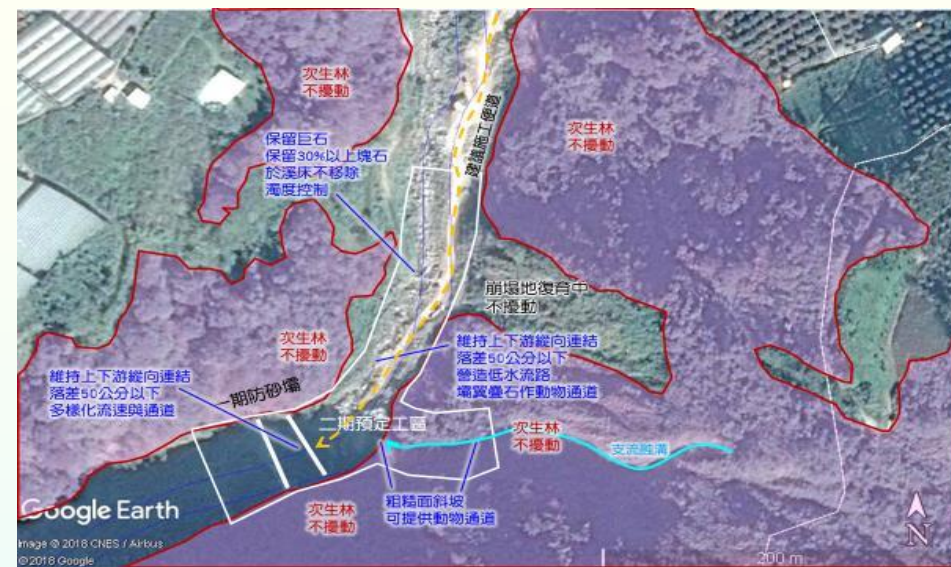 次生林
不擾動
保留巨石
保留30%以上塊石
於溪床不移除
濁度控制
建議施工便道
次生林
不擾動
崩塌地復育中
不擾動
次生林
不擾動
維持上下游縱向連結
落差50公分以下
營造低水流路
壩翼疊石作動物通道
維持上下游縱向連結
落差50公分以下
多樣化流速與通道
一期防砂壩
二期預定工區
次生林
不擾動
支流蝕溝
粗糙面斜坡
可提供動物通道
次生林
不擾動
Google Earth
Image © 2018 CNES / Airbus
©2018 Google
200 m
N